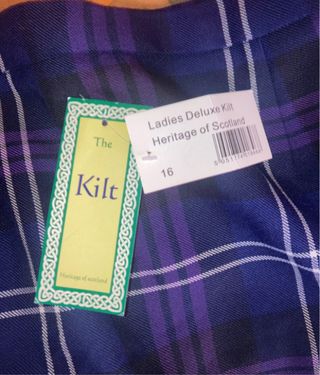 The
Kilt
Heritage of scotland
Ladies Deluxe Kilt
Heritage of Scotland
16